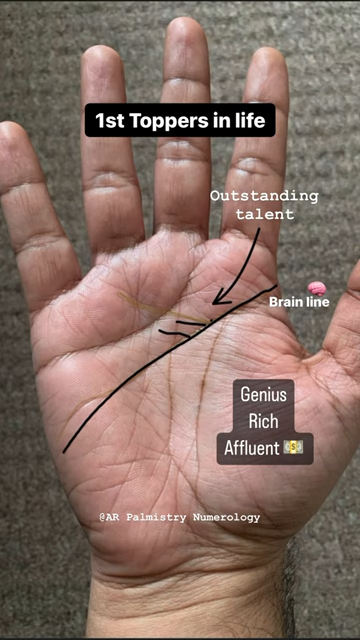 1st Toppers in life
Outstanding
talent
Brain line
Genius
Rich
Affluent
@AR Palmistry Numerology